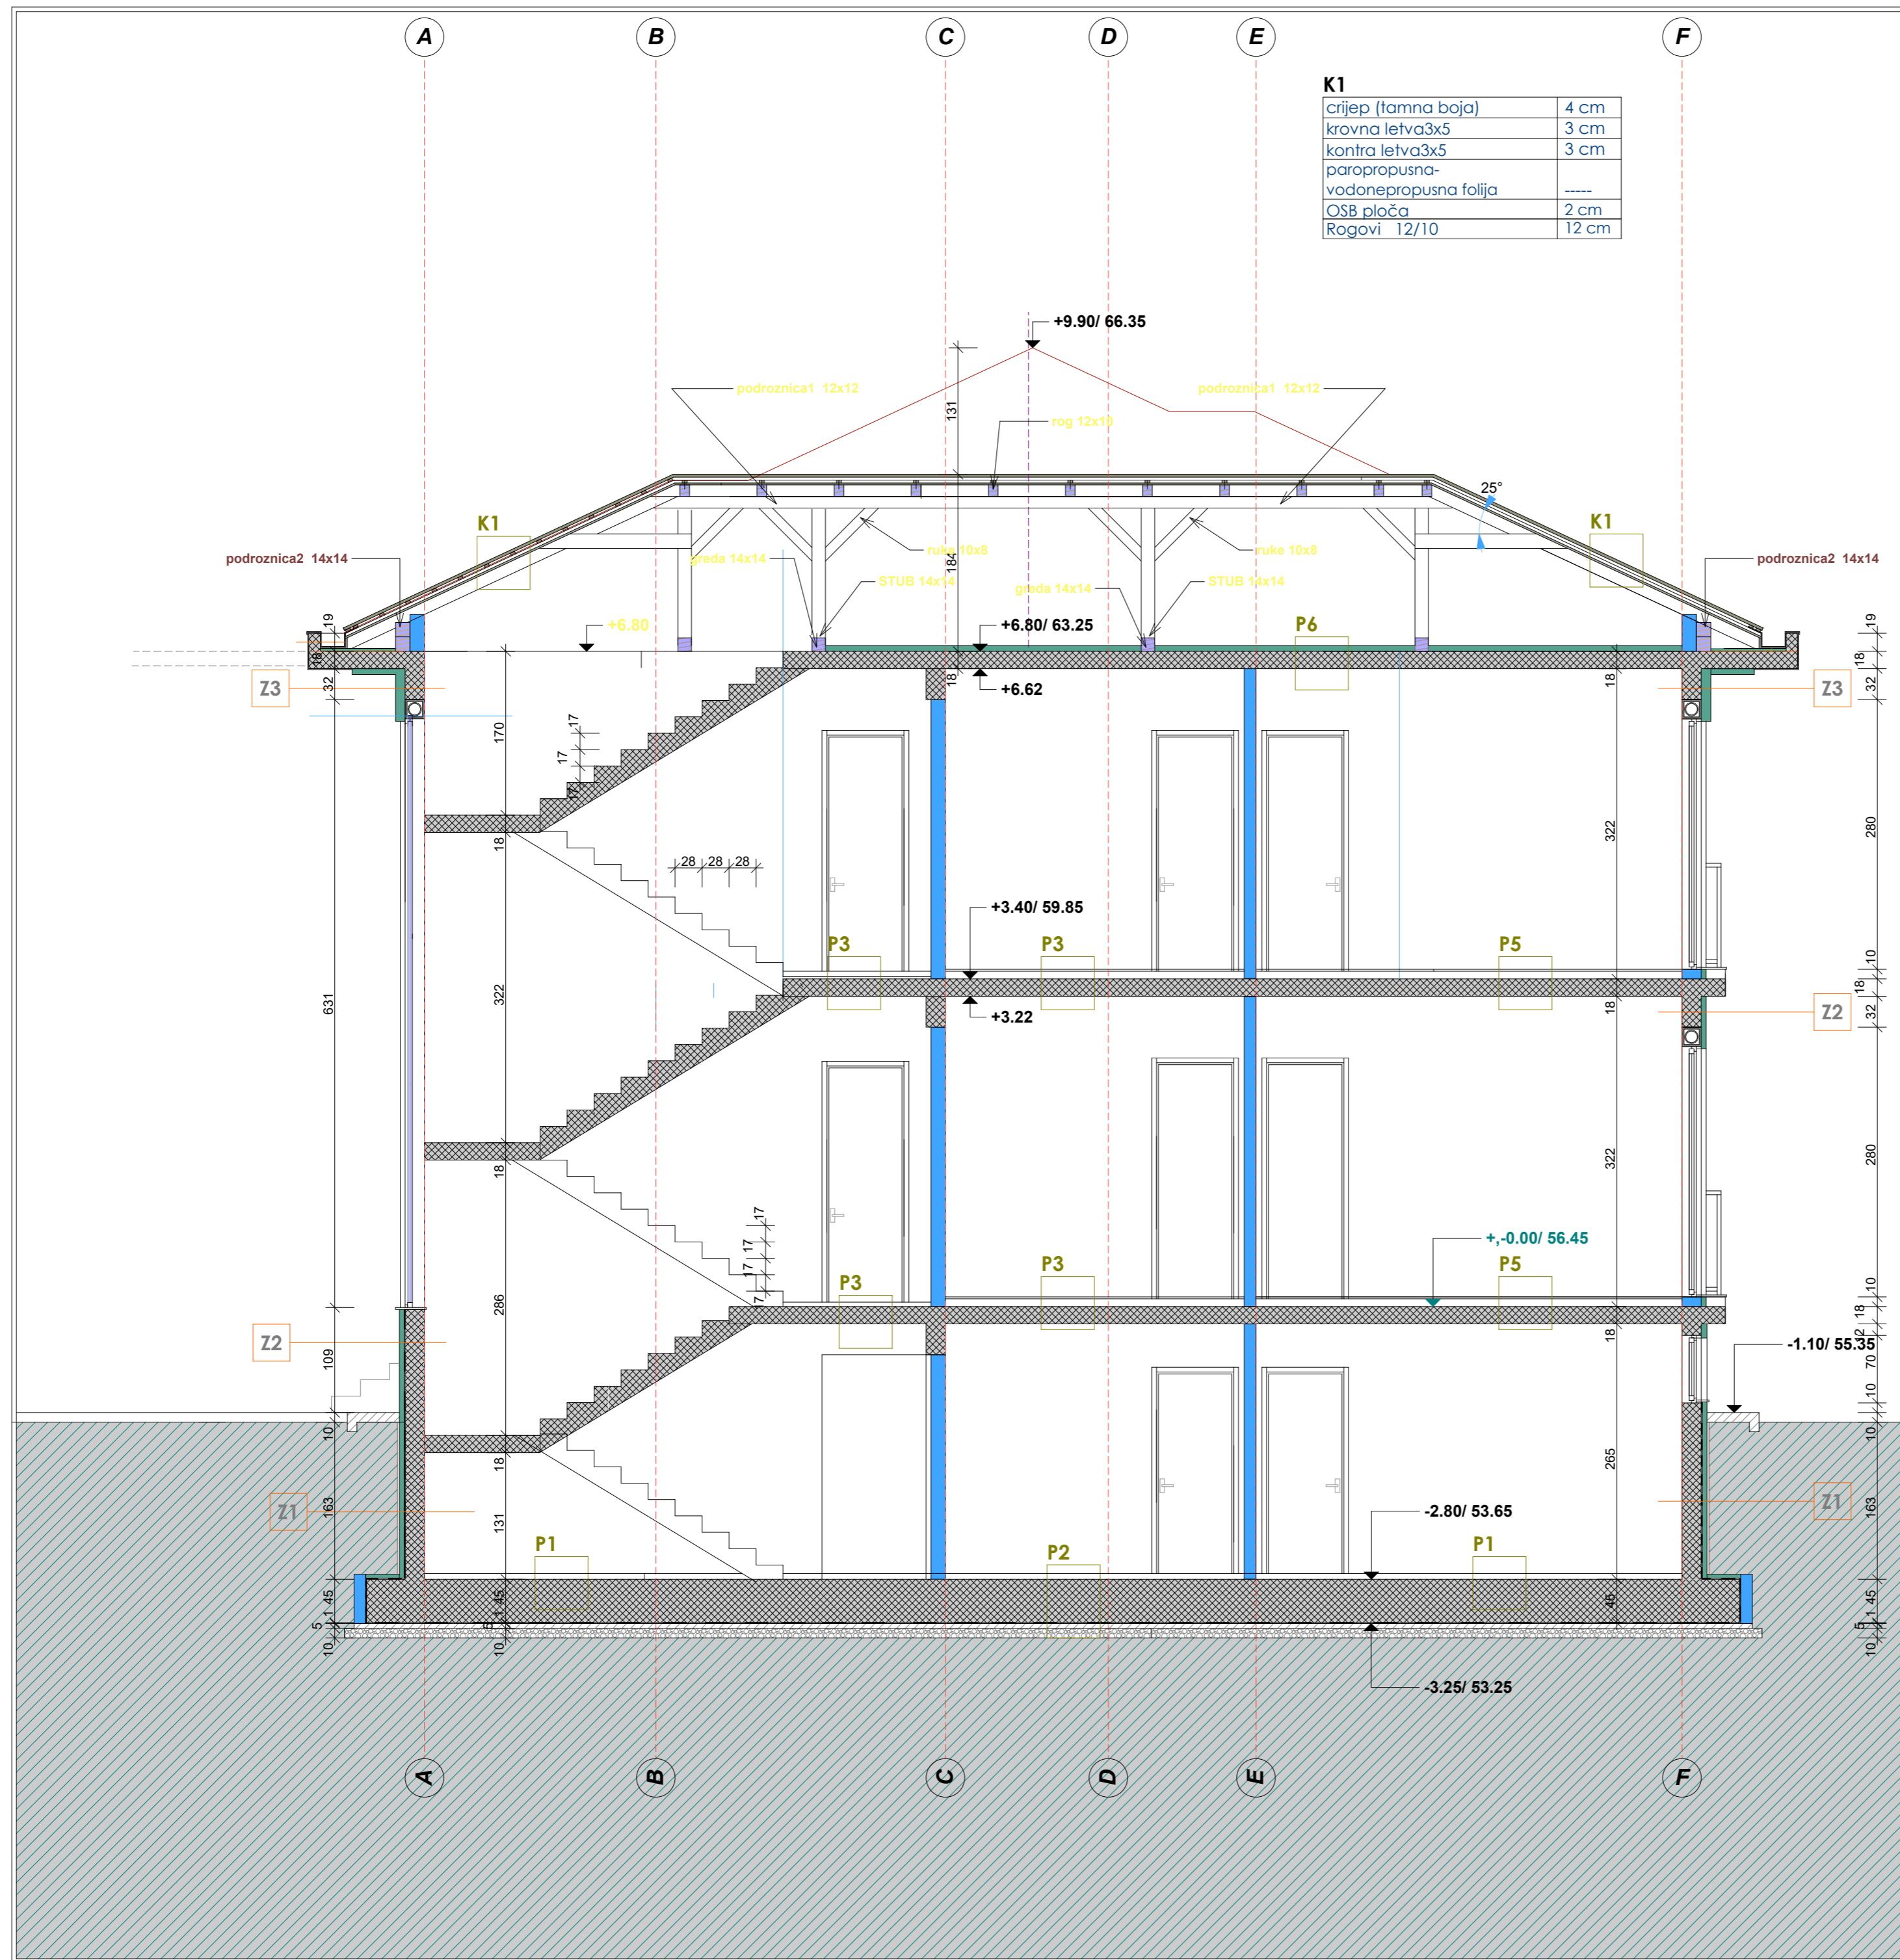 A B C D E F
K1
crijep (tamna boja) 4 cm
krovna letva3x5 3 cm
kontra letva3x5 3 cm
paropropusna-
vodonepropusna folija -----
OSB ploča 2 cm
Rogovi 12/10 12 cm
+9.90/ 66.35
131
podroznica1 12x12
podroznica1 12x12
rog 12x10
25°
K1
K1
podroznica2 14x14
podroznica2 14x14
ruke 10x8
ruke 10x8
184
greda 14x14
STUB 14x14
greda 14x14
STUB 14x14
19
19
+6.80
+6.80/ 63.25
P6
18
18
32
32
18
18
Z3
Z3
+6.62
170
17
17
17
18
28 28 28
322
280
+3.40/ 59.85
P3
P3
P5
10
18
18
32
+3.22
Z2
631
322
18
322
280
17
17
17
17
+,-0.00/ 56.45
P3
P3
P5
286
10
18
18
12
Z2
109
-1.10/ 55.35
70
10
10
10
18
265
Z1
Z1
163
163
131
-2.80/ 53.65
P1
P2
P1
45
45
45
45
1
1
1
5
5
5
10
10
10
-3.25/ 53.25
A B C D E F